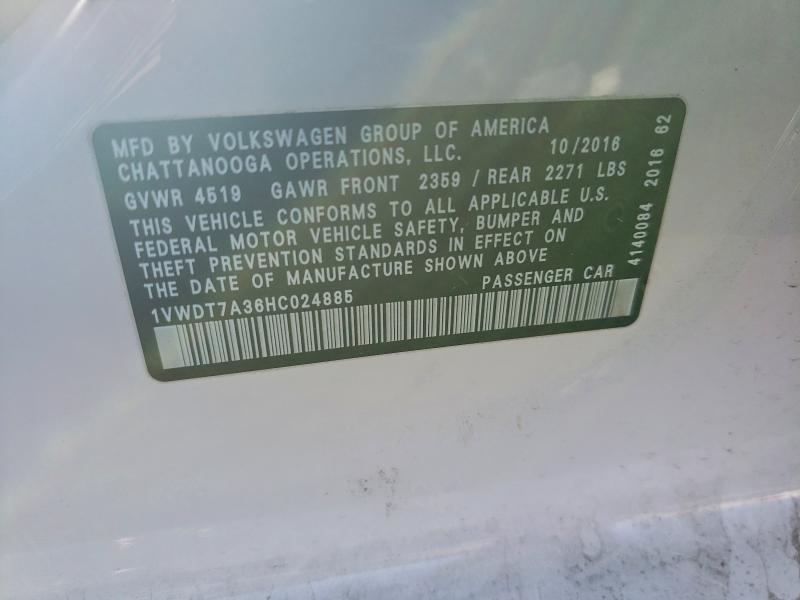 MFD BY VOLKSWAGEN GROUP OF AMERICA
CHATTANOOGA OPERATIONS, LLC. 10/2016
GVWR 4519 GAWR FRONT 2359 / REAR 2271 LBS
THIS VEHICLE CONFORMS TO ALL APPLICABLE U.S.
FEDERAL MOTOR VEHICLE SAFETY, BUMPER AND
THEFT PREVENTION STANDARDS IN EFFECT ON
THE DATE OF MANUFACTURE SHOWN ABOVE
1VWDT7A36HC024885 PASSENGER CAR
4140084 2016 62